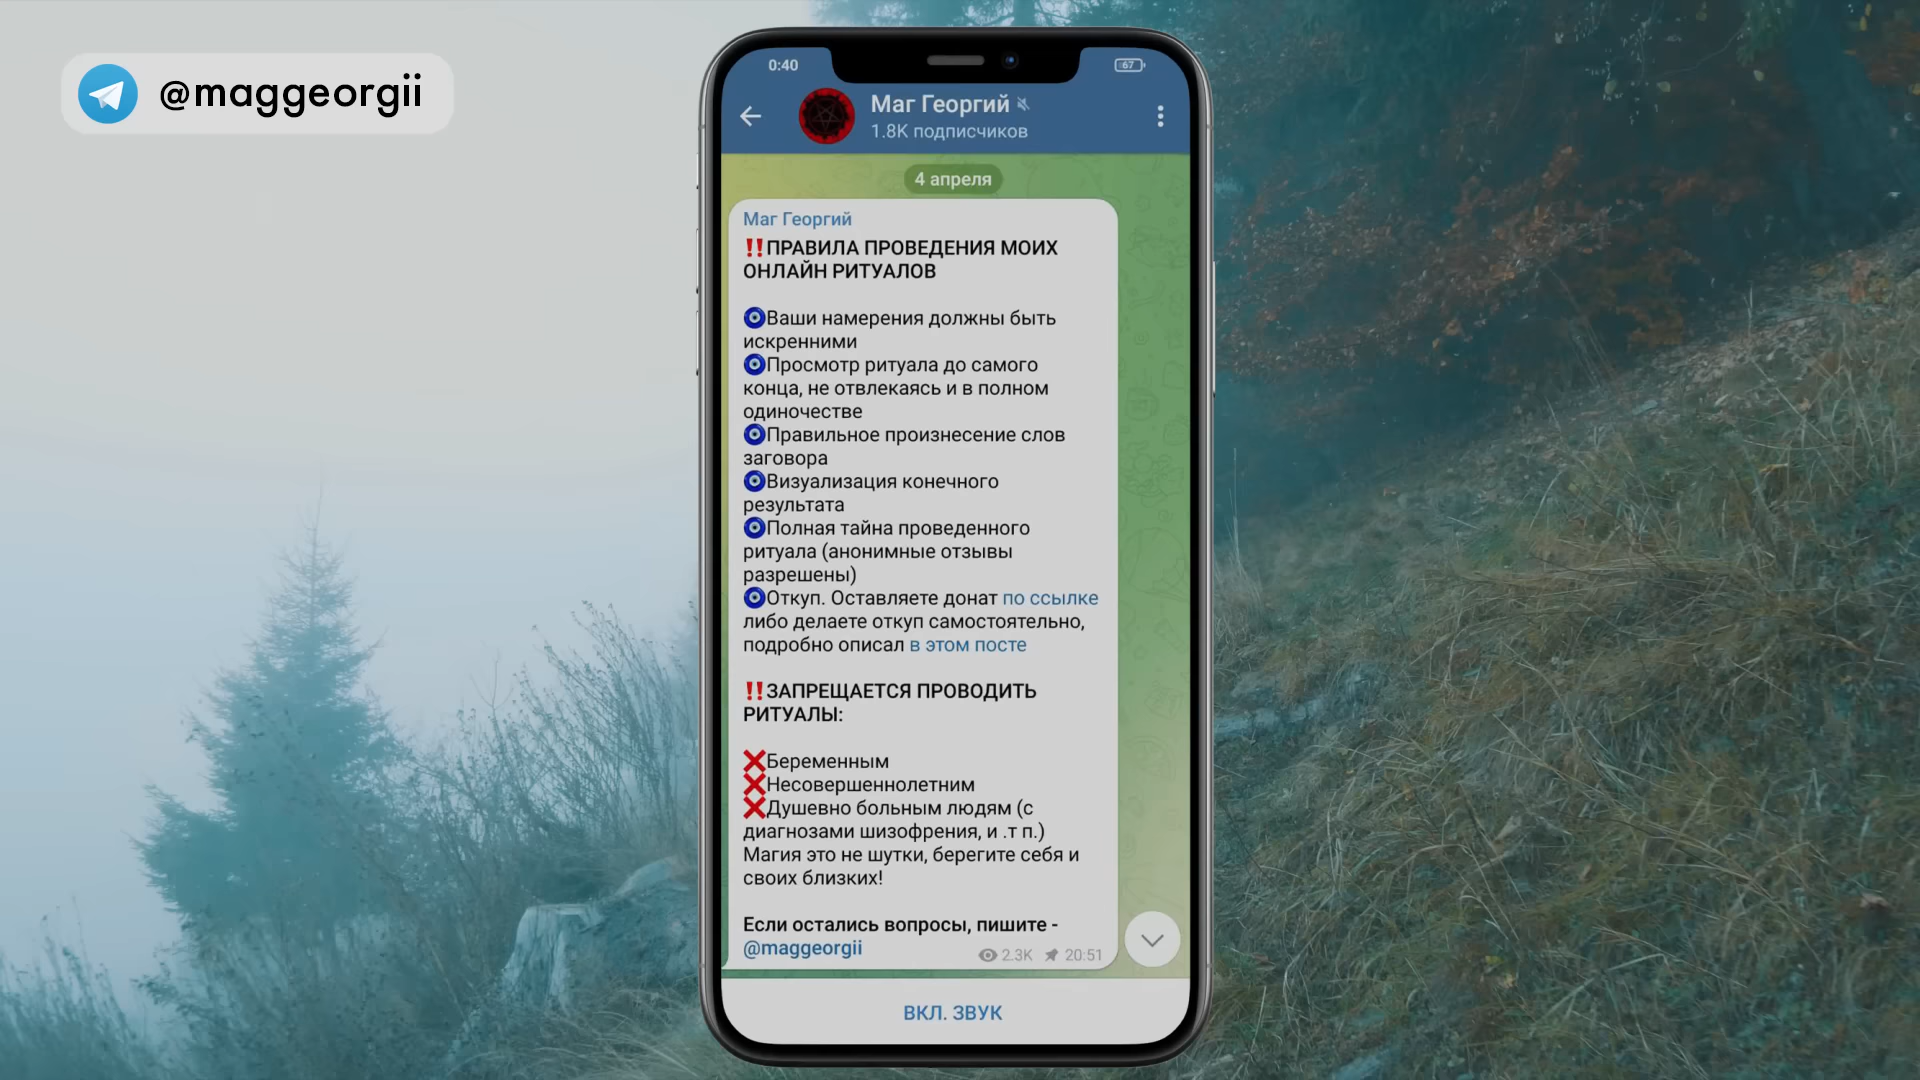 @maggeorgii
0:40
67
Маг Георгий
1.8K подписчиков
4 апреля
Маг Георгий
‼️ПРАВИЛА ПРОВЕДЕНИЯ МОИХ
ОНЛАЙН РИТУАЛОВ
🧿Ваши намерения должны быть
искренними
🧿Просмотр ритуала до самого
конца, не отвлекаясь и в полном
одиночестве
🧿Правильное произнесение слов
заговора
🧿Визуализация конечного
результата
🧿Полная тайна проведенного
ритуала (анонимные отзывы
разрешены)
🧿Откуп. Оставляете донат по ссылке
либо делаете откуп самостоятельно,
подробно описал в этом посте
‼️ЗАПРЕЩАЕТСЯ ПРОВОДИТЬ
РИТУАЛЫ:
❌Беременным
❌Несовершеннолетним
❌Душевно больным людям (с
диагнозами шизофрения, и .т п.)
Магия это не шутки, берегите себя и
своих близких!
Если остались вопросы, пишите -
@maggeorgii
2.3K 20:51
ВКЛ. ЗВУК